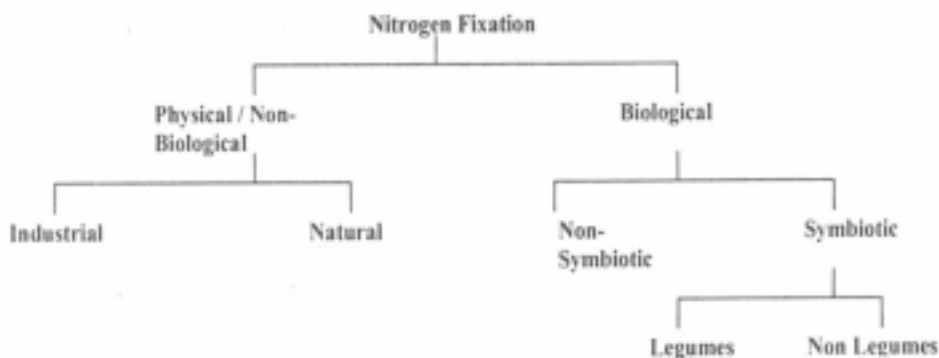 Nitrogen Fixation
Physical / Non-
Biological
Biological
Industrial
Natural
Non-
Symbiotic
Symbiotic
Legumes
Non Legumes